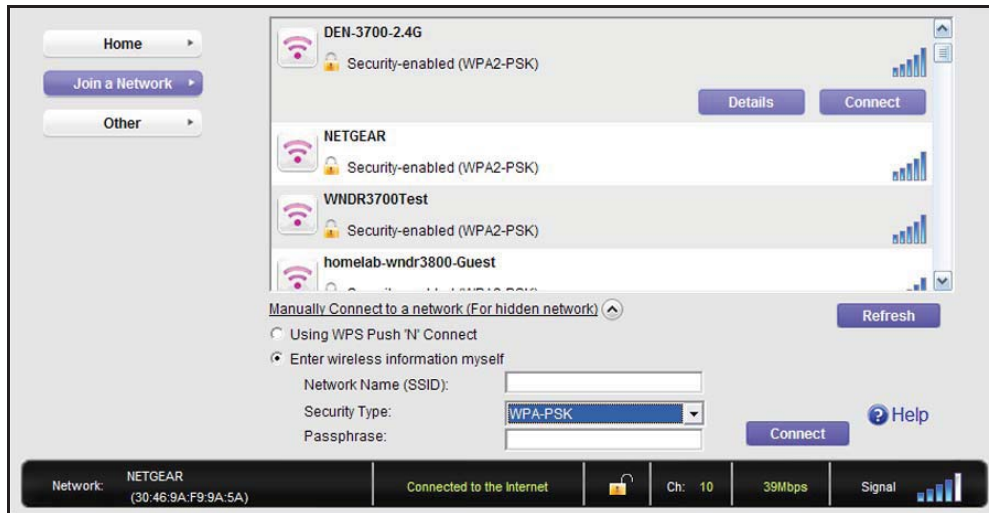 Home
Join a Network
Other
DEN-3700-2.4G
Security-enabled (WPA2-PSK)
Details
Connect
NETGEAR
Security-enabled (WPA2-PSK)
WNDR3700Test
Security-enabled (WPA2-PSK)
homelab-wndr3800-Guest
Manually Connect to a network (For hidden network)
Refresh
Using WPS Push 'N' Connect
Enter wireless information myself
Network Name (SSID):
Security Type:
WPA-PSK
Passphrase:
Connect
Help
Network:
NETGEAR
(30:46:9A:F9:9A:5A)
Connected to the Internet
Ch: 10
39Mbps
Signal